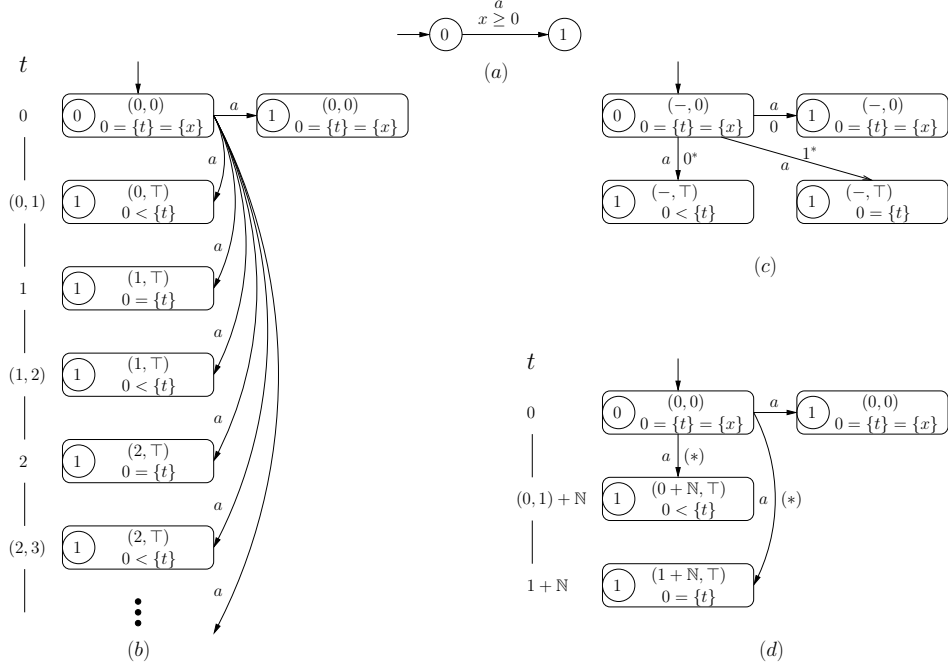 a
x ≥ 0
0
1
(a)
t
0
0
(0, 0)
0 = {t} = {x}
a
1
(0, 0)
0 = {t} = {x}
a
(0, 1)
1
(0, ⊤)
0 < {t}
a
1
1
(1, ⊤)
0 = {t}
a
(1, 2)
1
(1, ⊤)
0 < {t}
a
2
1
(2, ⊤)
0 = {t}
a
(2, 3)
1
(2, ⊤)
0 < {t}
a
(b)
0
(−, 0)
0 = {t} = {x}
a
0
1
(−, 0)
0 = {t} = {x}
a 0*
1*
a
1
(−, ⊤)
0 < {t}
1
(−, ⊤)
0 = {t}
(c)
t
0
0
(0, 0)
0 = {t} = {x}
a
1
(0, 0)
0 = {t} = {x}
a (∗)
(0, 1) + ℕ
1
(0 + ℕ, ⊤)
0 < {t}
a (∗)
1 + ℕ
1
(1 + ℕ, ⊤)
0 = {t}
(d)